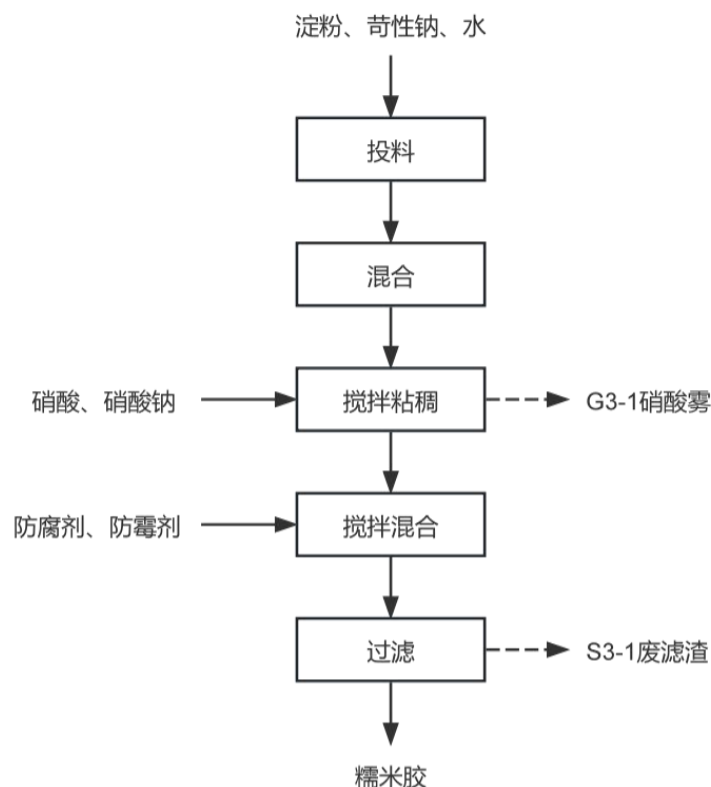 淀粉、苛性钠、水
投料
混合
硝酸、硝酸钠
搅拌粘稠
G3-1硝酸雾
防腐剂、防霉剂
搅拌混合
过滤
S3-1废滤渣
糯米胶